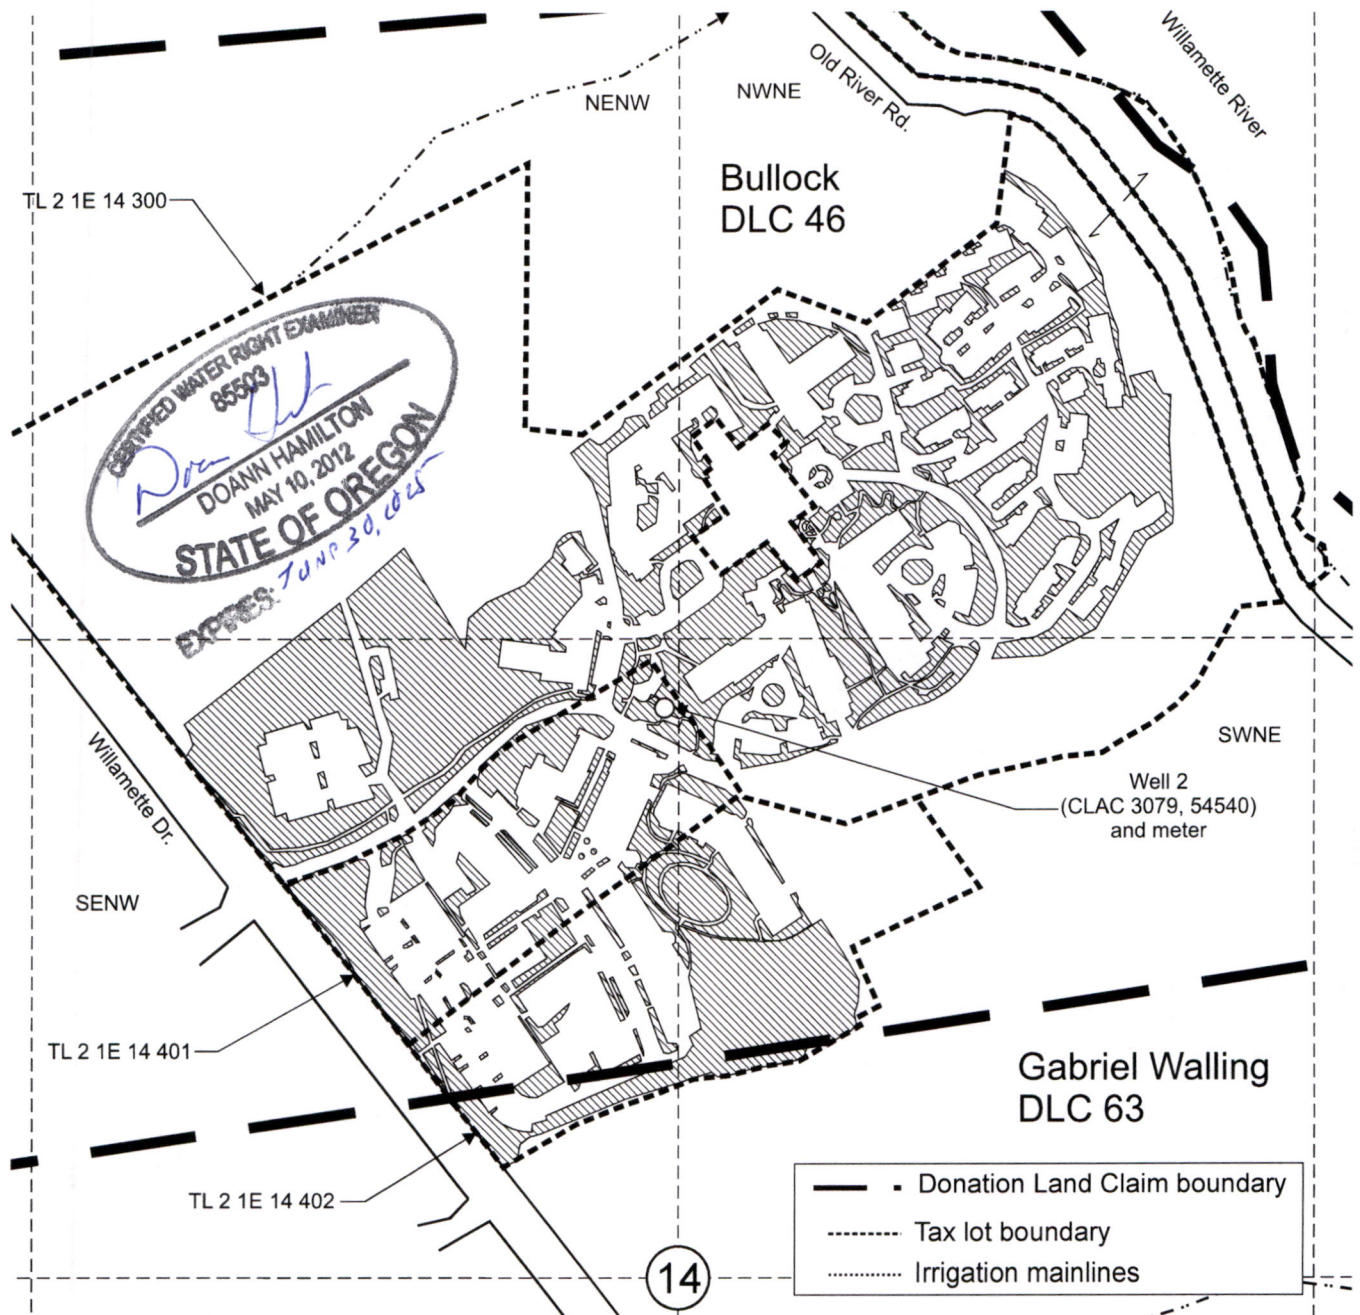 Willamette River
Old River Rd.
NENW
NWNE
Bullock
DLC 46
TL 2 1E 14 300
CERTIFIED WATER RIGHT EXAMINER
85503
DOANN HAMILTON
MAY 10, 2012
STATE OF OREGON
EXPIRES: JUNE 30, 2025
Willamette Dr.
SWNE
Well 2
(CLAC 3079, 54540)
and meter
SENW
TL 2 1E 14 401
Gabriel Walling
DLC 63
TL 2 1E 14 402
Donation Land Claim boundary
Tax lot boundary
Irrigation mainlines
14